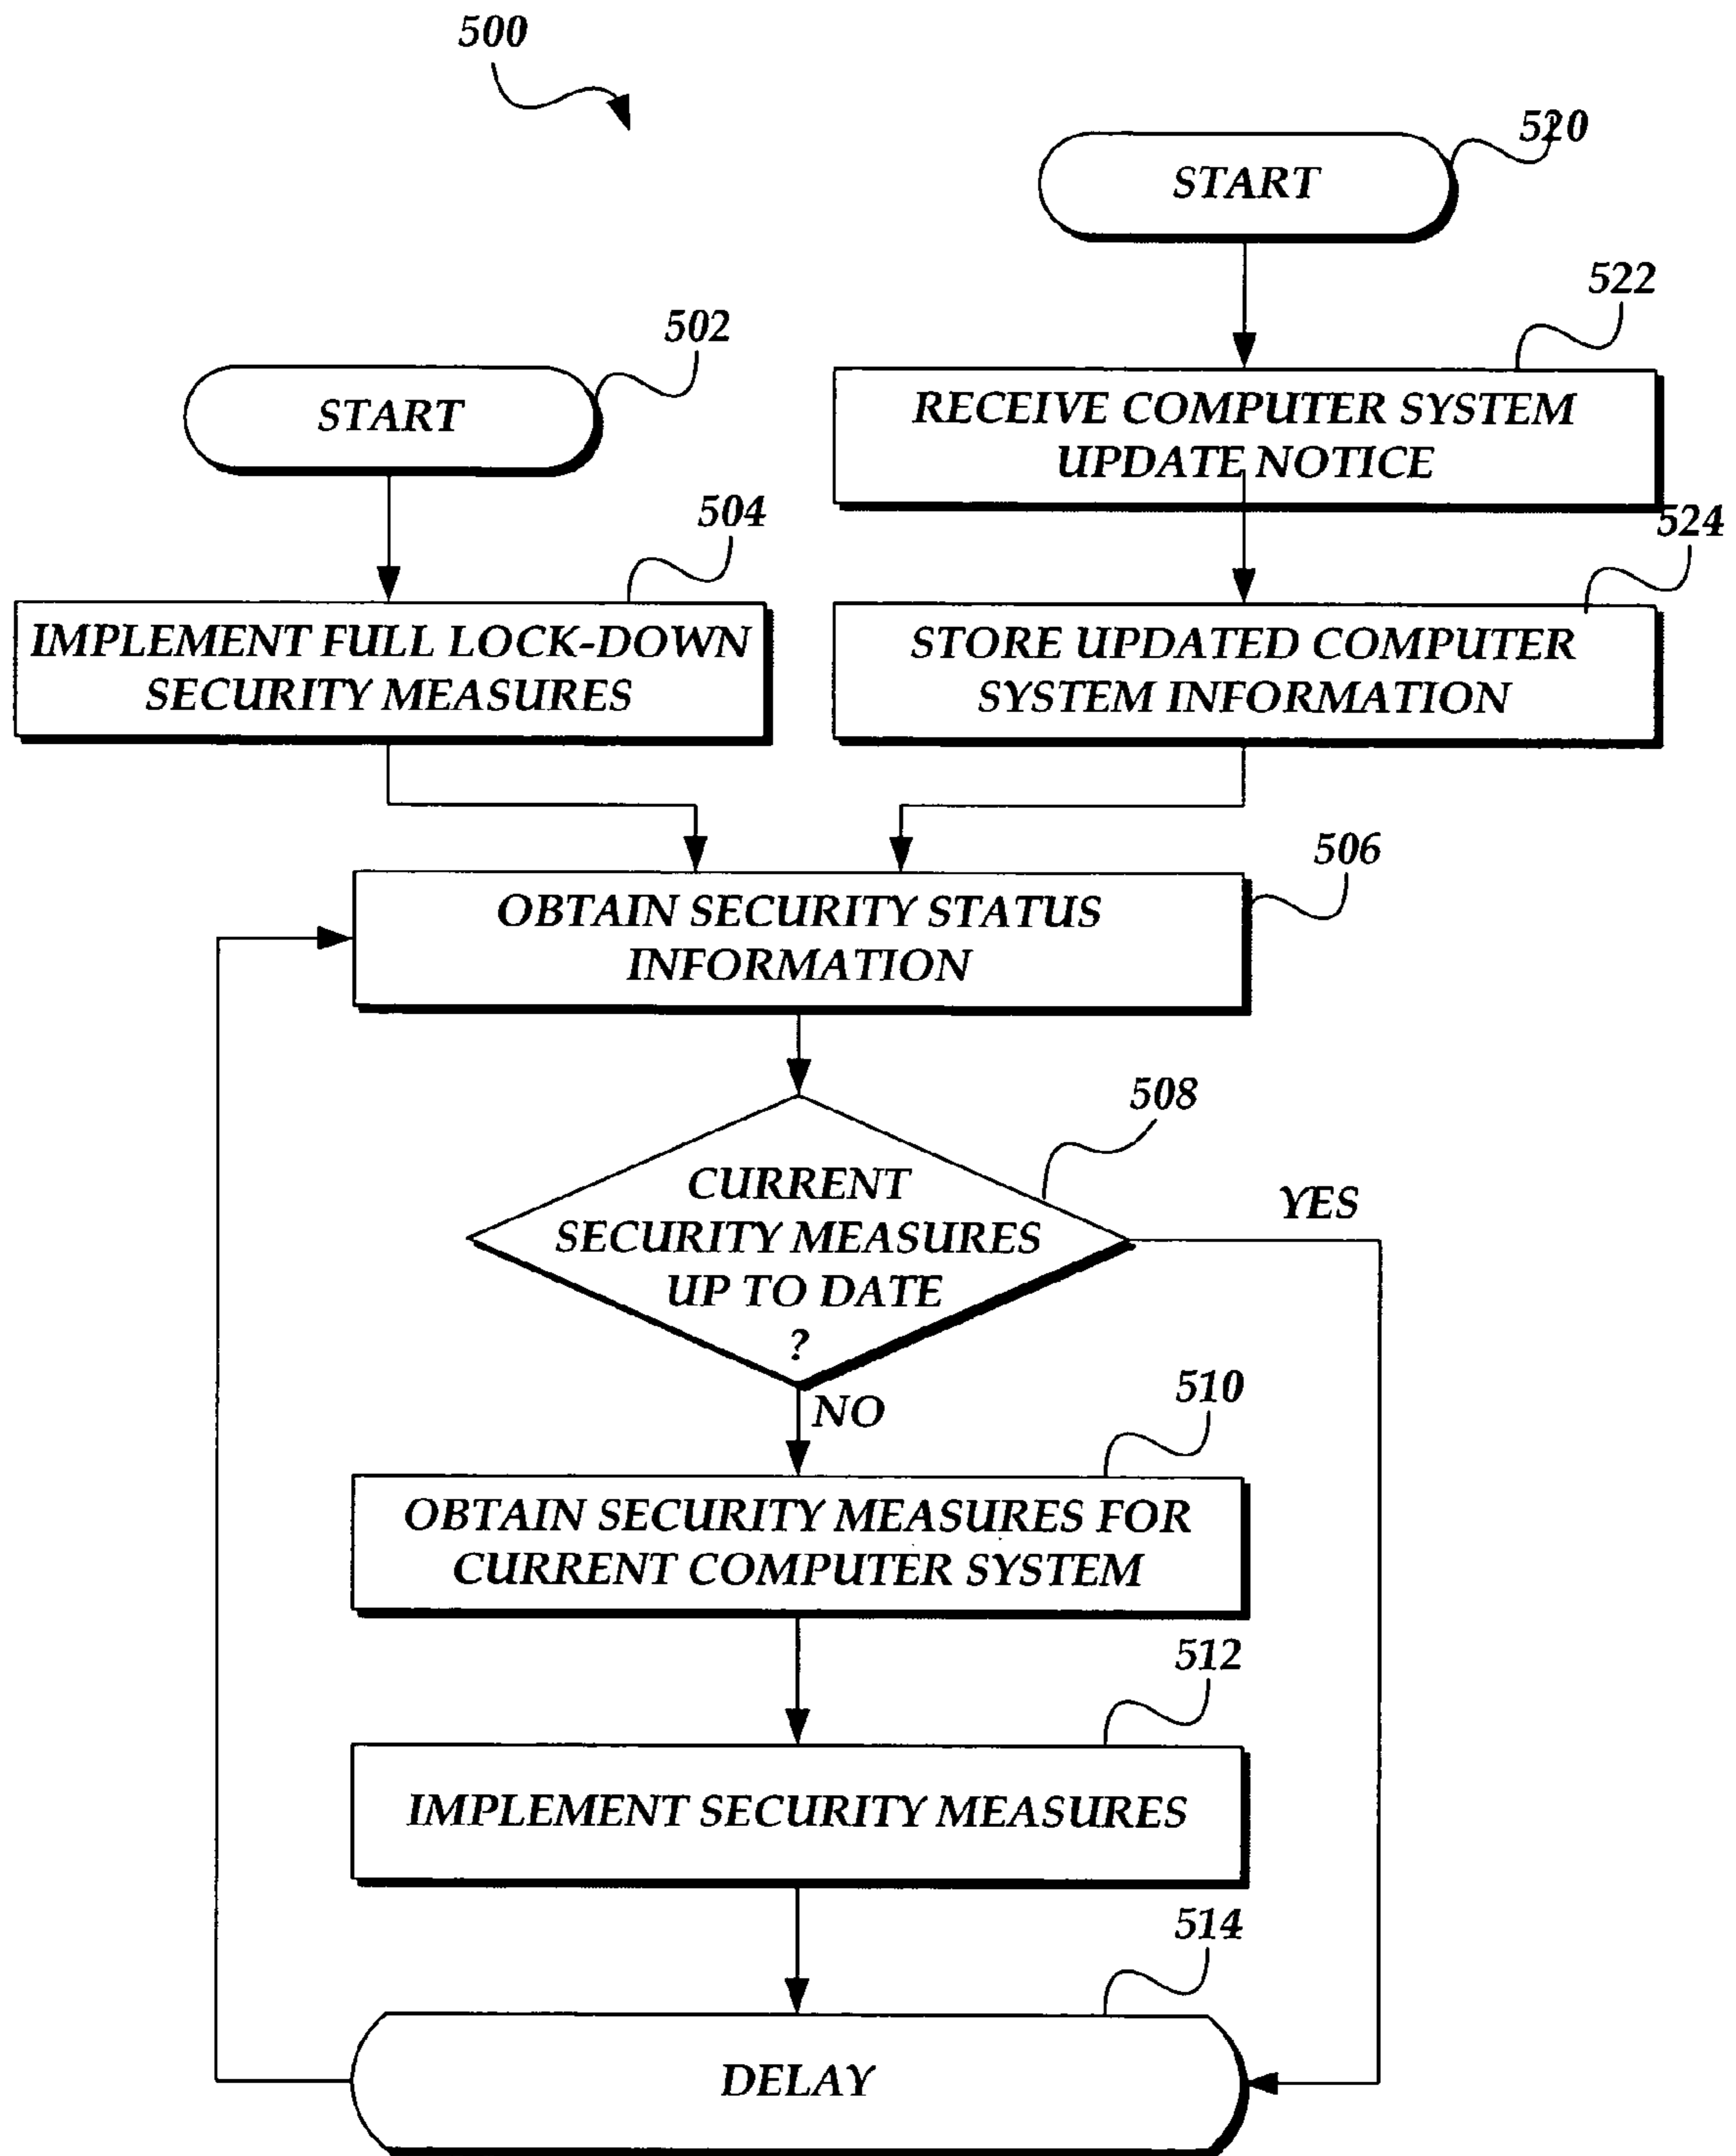 500
520
START
522
502
RECEIVE COMPUTER SYSTEM
UPDATE NOTICE
START
504
524
IMPLEMENT FULL LOCK-DOWN
SECURITY MEASURES
STORE UPDATED COMPUTER
SYSTEM INFORMATION
506
OBTAIN SECURITY STATUS
INFORMATION
508
CURRENT
SECURITY MEASURES
UP TO DATE
?
YES
NO
510
OBTAIN SECURITY MEASURES FOR
CURRENT COMPUTER SYSTEM
512
IMPLEMENT SECURITY MEASURES
514
DELAY